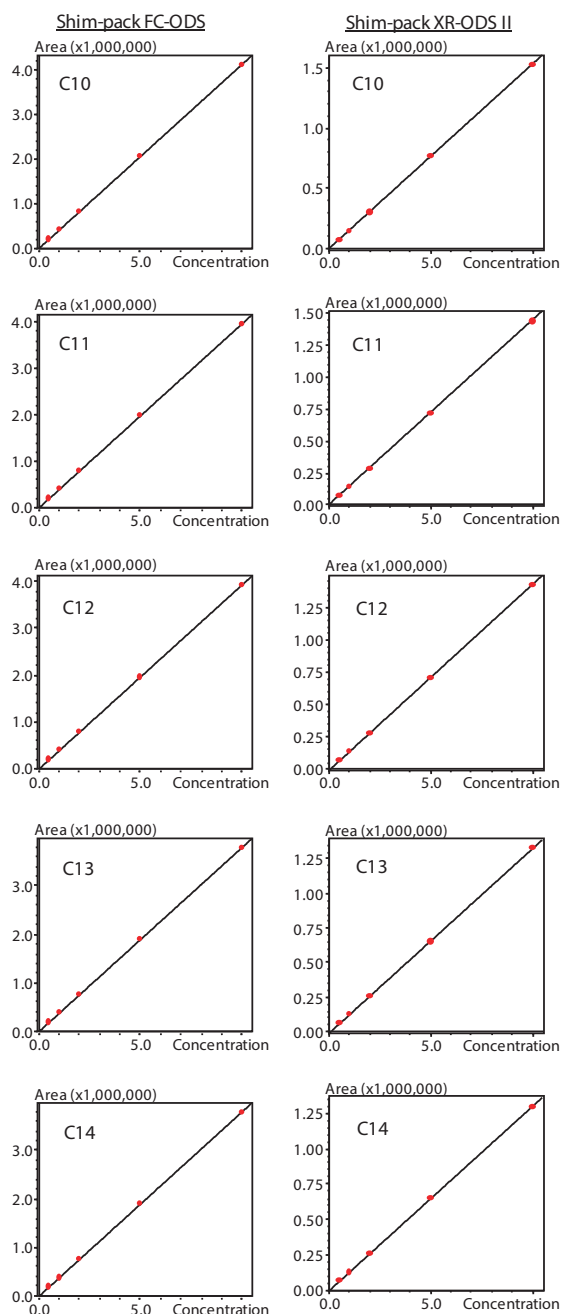 Shim-pack FC-ODS
Shim-pack XR-ODS II
Area (x1,000,000)
C10
4.0
3.0
2.0
1.0
0.0
0.0 5.0 Concentration
Area (x1,000,000)
C10
1.5
1.0
0.5
0.0
0.0 5.0 Concentration
Area (x1,000,000)
C11
4.0
3.0
2.0
1.0
0.0
0.0 5.0 Concentration
Area (x1,000,000)
C11
1.50
1.25
1.00
0.75
0.50
0.25
0.00
0.0 5.0 Concentration
Area (x1,000,000)
C12
4.0
3.0
2.0
1.0
0.0
0.0 5.0 Concentration
Area (x1,000,000)
C12
1.25
1.00
0.75
0.50
0.25
0.00
0.0 5.0 Concentration
Area (x1,000,000)
C13
3.0
2.0
1.0
0.0
0.0 5.0 Concentration
Area (x1,000,000)
C13
1.25
1.00
0.75
0.50
0.25
0.00
0.0 5.0 Concentration
Area (x1,000,000)
C14
3.0
2.0
1.0
0.0
0.0 5.0 Concentration
Area (x1,000,000)
C14
1.25
1.00
0.75
0.50
0.25
0.00
0.0 5.0 Concentration